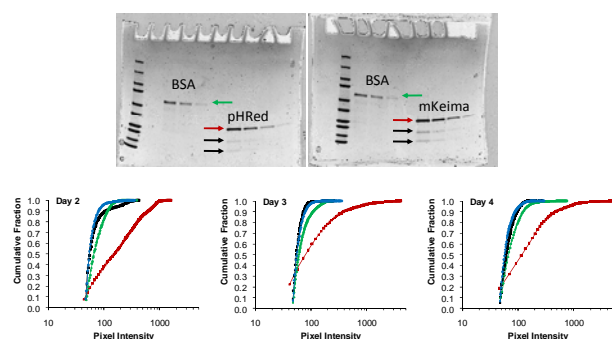 BSA
pHRed
BSA
mKeima
Day 2
Cumulative Fraction
1.0
0.9
0.8
0.7
0.6
0.5
0.4
0.3
0.2
0.1
0.0
10 100 1000
Pixel Intensity
Day 3
Cumulative Fraction
1.0
0.9
0.8
0.7
0.6
0.5
0.4
0.3
0.2
0.1
0.0
10 100 1000
Pixel Intensity
Day 4
Cumulative Fraction
1.0
0.9
0.8
0.7
0.6
0.5
0.4
0.3
0.2
0.1
0.0
10 100 1000
Pixel Intensity